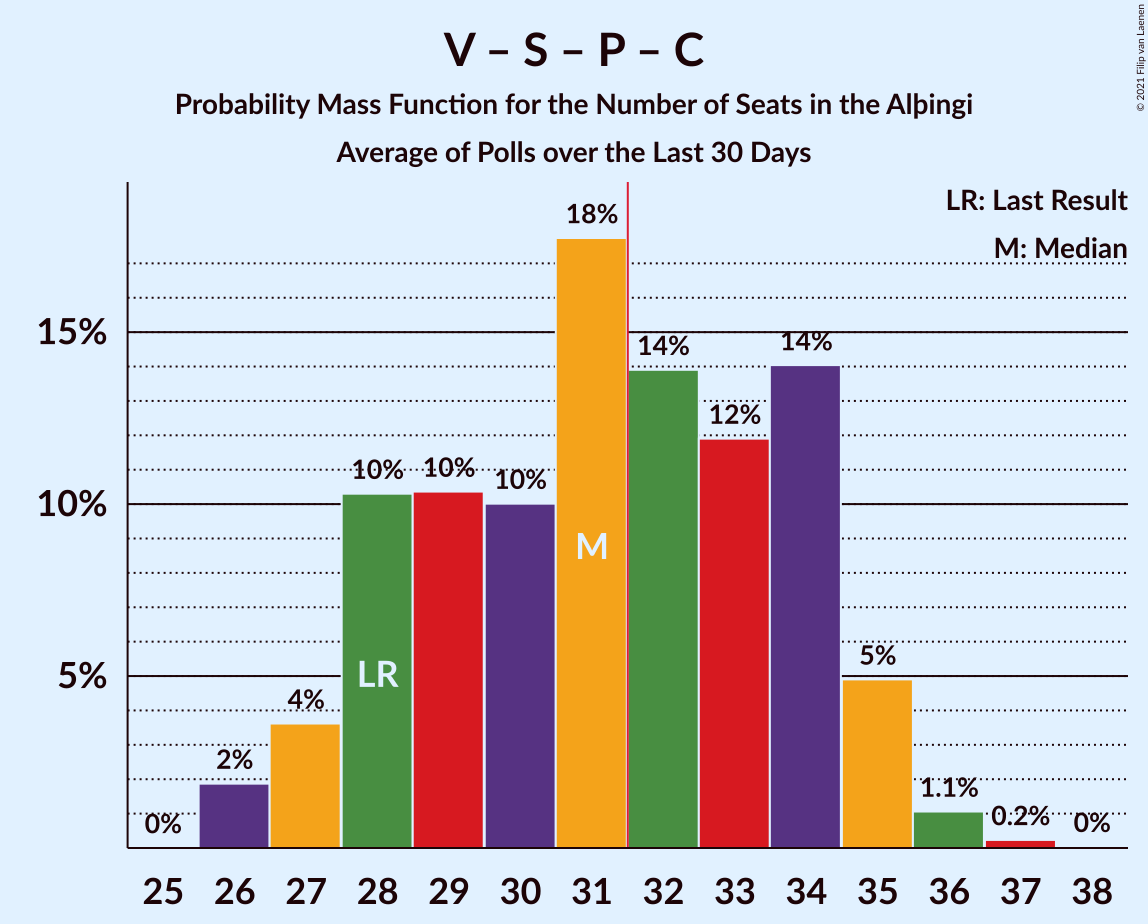 V – S – P – C
Probability Mass Function for the Number of Seats in the Alþingi
Average of Polls over the Last 30 Days
© 2021 Filip van Laenen
LR: Last Result
M: Median
15%
10%
5%
0%
2%
4%
10%
10%
10%
18%
14%
12%
14%
5%
1.1%
0.2%
0%
LR
M
25 26 27 28 29 30 31 32 33 34 35 36 37 38